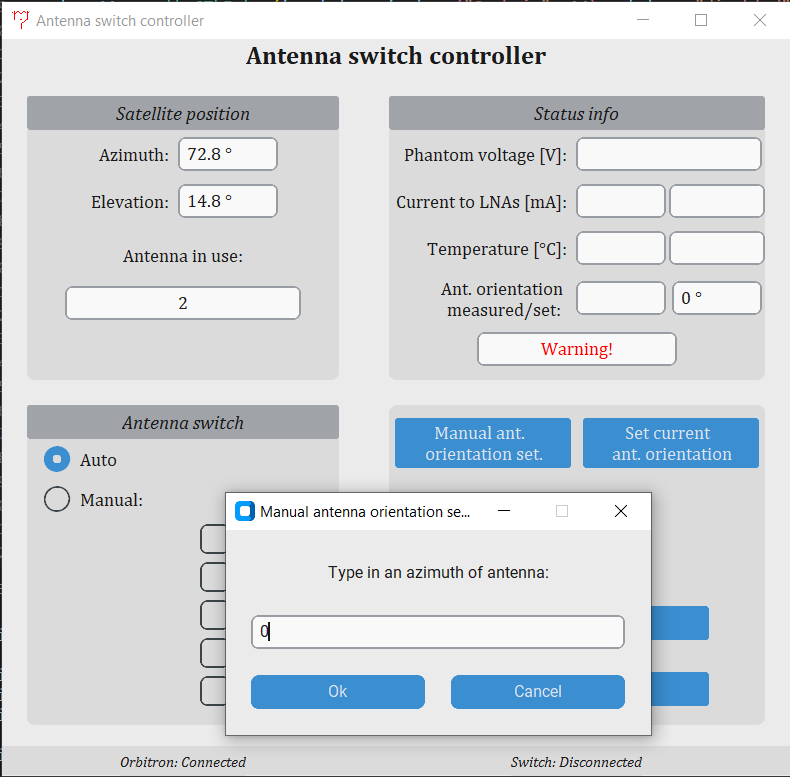 Antenna switch controller
Antenna switch controller
Satellite position
Azimuth: 72.8 °
Elevation: 14.8 °
Antenna in use:
2
Status info
Phantom voltage [V]:
Current to LNAs [mA]:
Temperature [°C]:
Ant. orientation
measured/set:
0 °
Warning!
Antenna switch
Auto
Manual:
Manual ant.
orientation set.
Set current
ant. orientation
Manual antenna orientation se...
Type in an azimuth of antenna:
0
Ok
Cancel
Orbitron: Connected
Switch: Disconnected